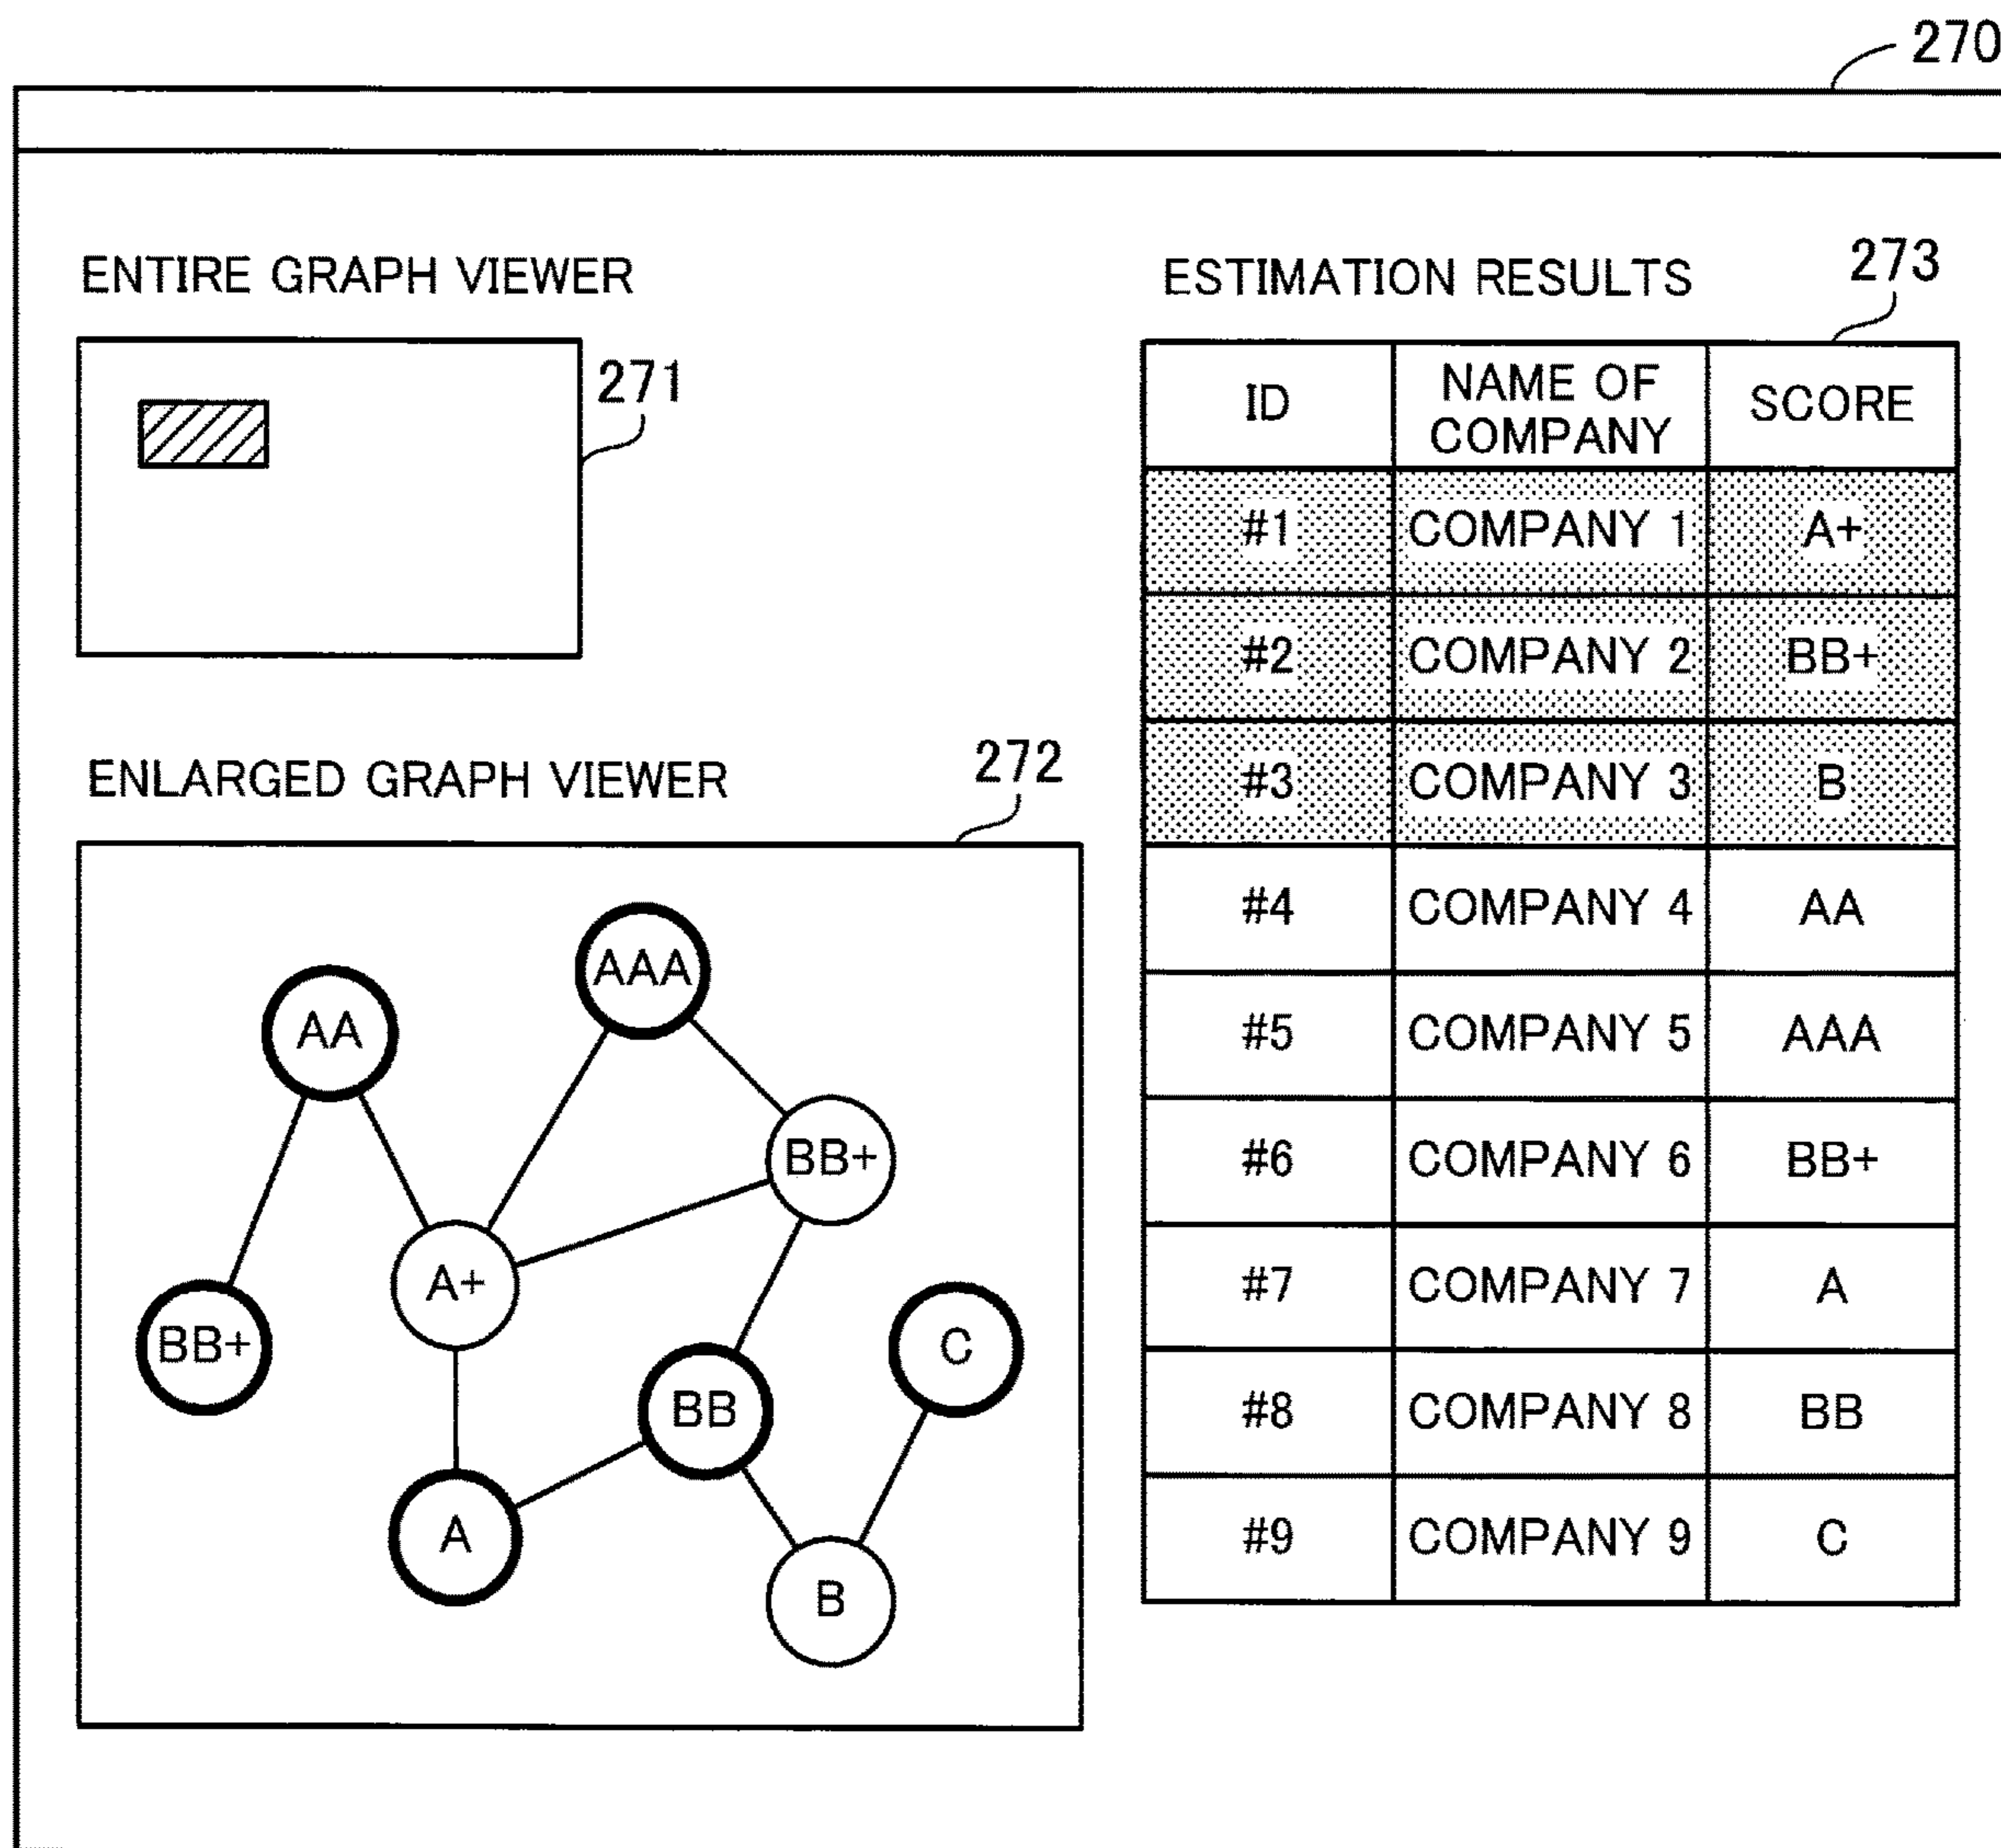 270
ENTIRE GRAPH VIEWER
271
ENLARGED GRAPH VIEWER
272
AAA
AA
BB+
A+
BB+
C
BB
A
B
ESTIMATION RESULTS
273
ID NAME OF COMPANY SCORE
#1 COMPANY 1 A+
#2 COMPANY 2 BB+
#3 COMPANY 3 B
#4 COMPANY 4 AA
#5 COMPANY 5 AAA
#6 COMPANY 6 BB+
#7 COMPANY 7 A
#8 COMPANY 8 BB
#9 COMPANY 9 C